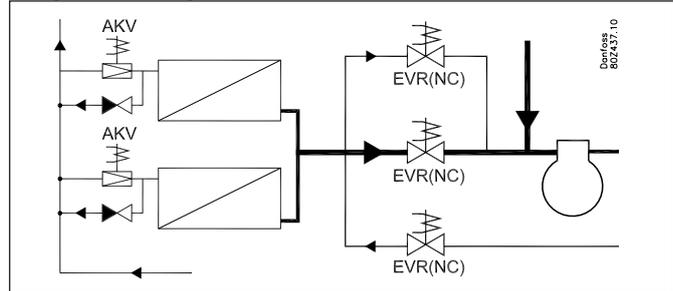 AKV
EVR(NC)
Danfoss
80Z437.10
AKV
EVR(NC)
EVR(NC)